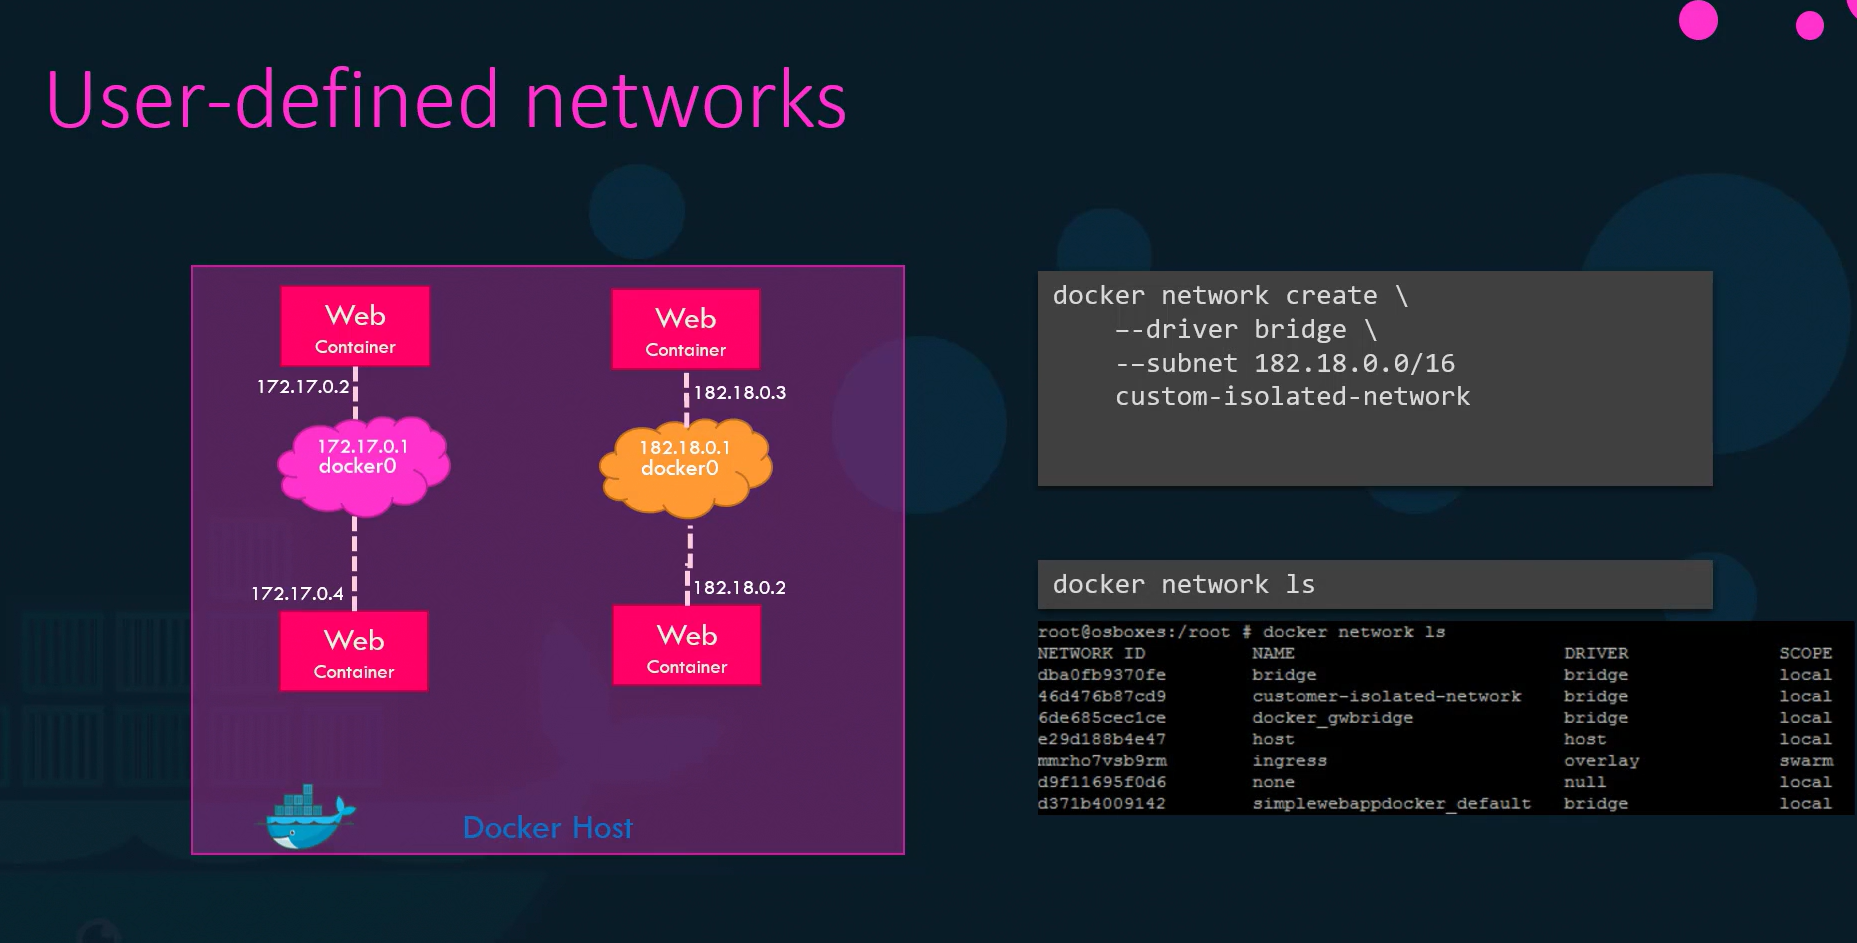 User-defined networks
Web
Container
172.17.0.2
172.17.0.1
docker0
172.17.0.4
Web
Container
Web
Container
182.18.0.3
182.18.0.1
docker0
182.18.0.2
Web
Container
Docker Host
docker network create \
–-driver bridge \
-–subnet 182.18.0.0/16
custom-isolated-network
docker network ls
root@osboxes:/root # docker network ls
NETWORK ID NAME DRIVER SCOPE
dba0fb9370fe bridge bridge local
46d476b87cd9 customer-isolated-network bridge local
6de685cec1ce docker_gwbridge bridge local
e29d188b4e47 host host local
mmrho7vsb9rm ingress overlay swarm
d9f11695f0d6 none null local
d371b4009142 simplewebappdocker_default bridge local